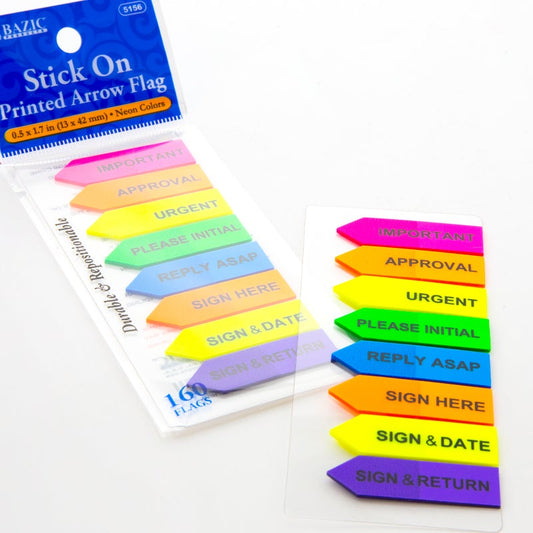 BAZIC
PRODUCTS
5156
Stick On
Printed Arrow Flag
0.5 x 1.7 in (13 x 42 mm) • Neon Colors
IMPORTANT
APPROVAL
URGENT
PLEASE INITIAL
REPLY ASAP
SIGN HERE
SIGN & DATE
SIGN & RETURN
Durable & Repositionable
160
FLAGS
IMPORTANT
APPROVAL
URGENT
PLEASE INITIAL
REPLY ASAP
SIGN HERE
SIGN & DATE
SIGN & RETURN